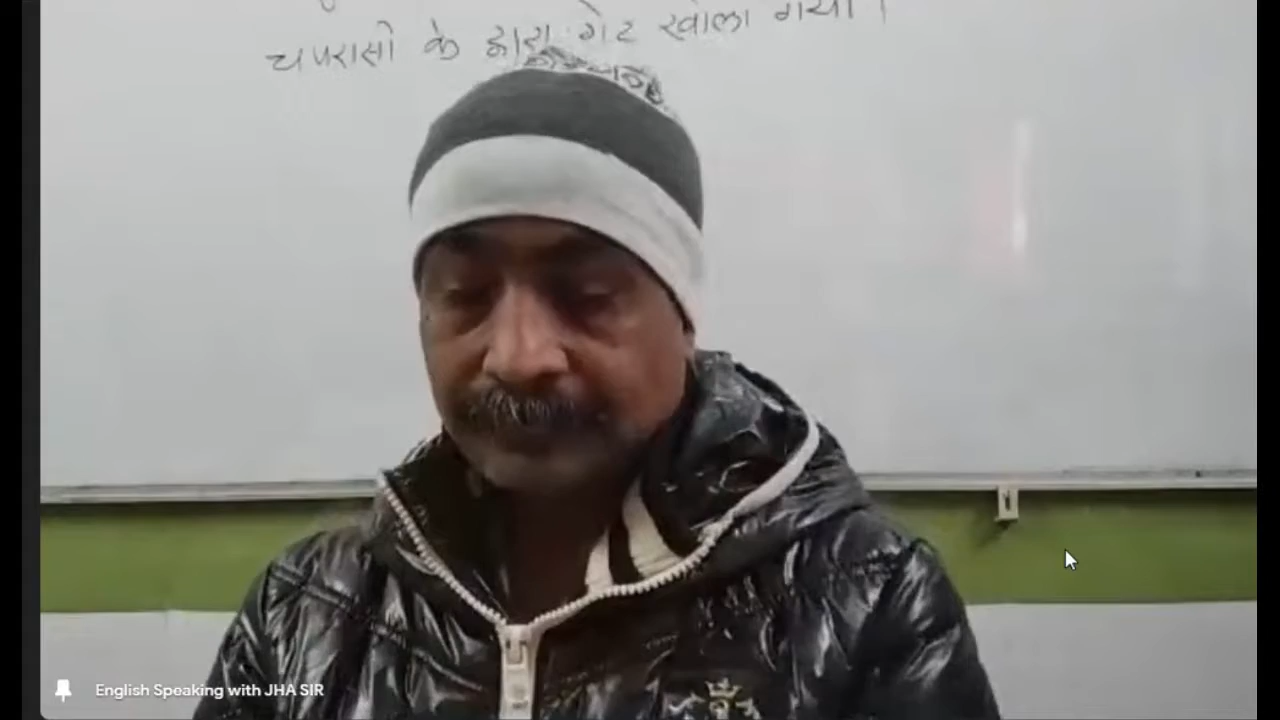 चपरासी के द्वारा गेट खोला गया ।
English Speaking with JHA SIR